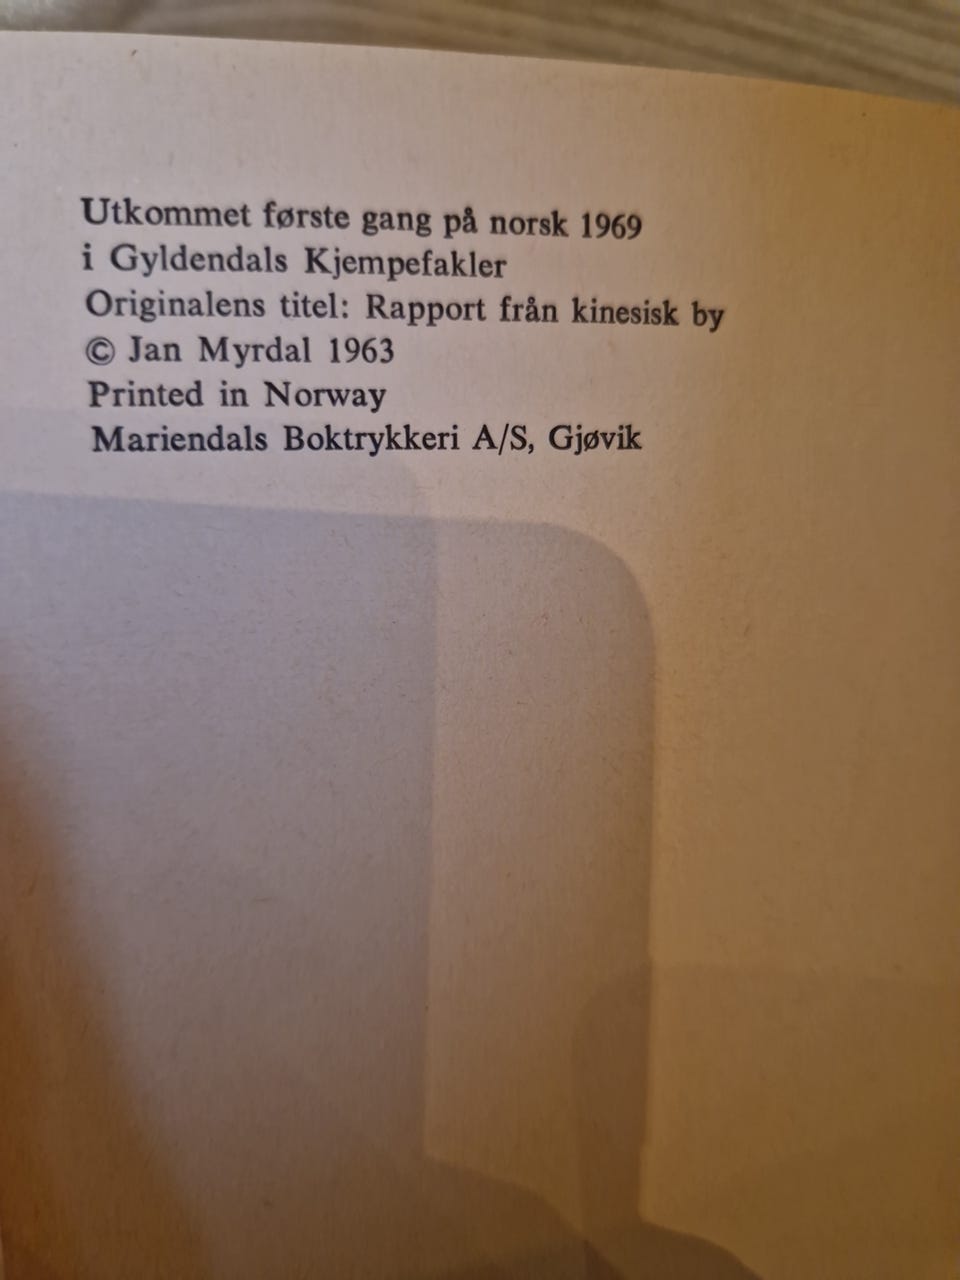 Utkommet første gang på norsk 1969
i Gyldendals Kjempefakler
Originalens titel: Rapport från kinesisk by
© Jan Myrdal 1963
Printed in Norway
Mariendals Boktrykkeri A/S, Gjøvik